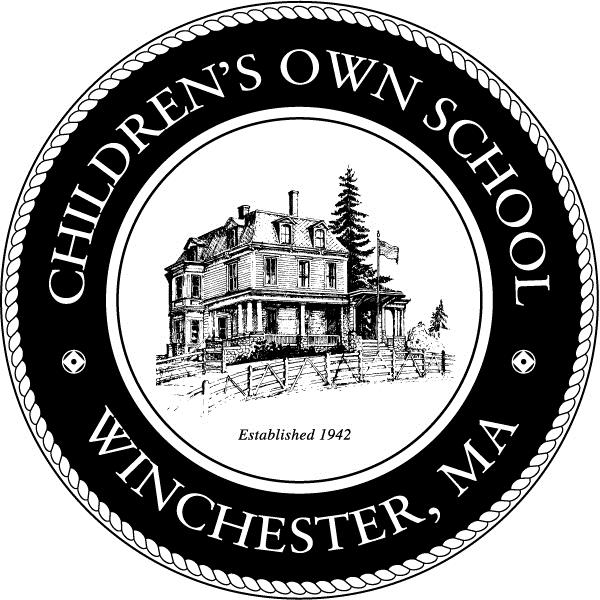 CHILDREN'S OWN SCHOOL
Established 1942
WINCHESTER, MA